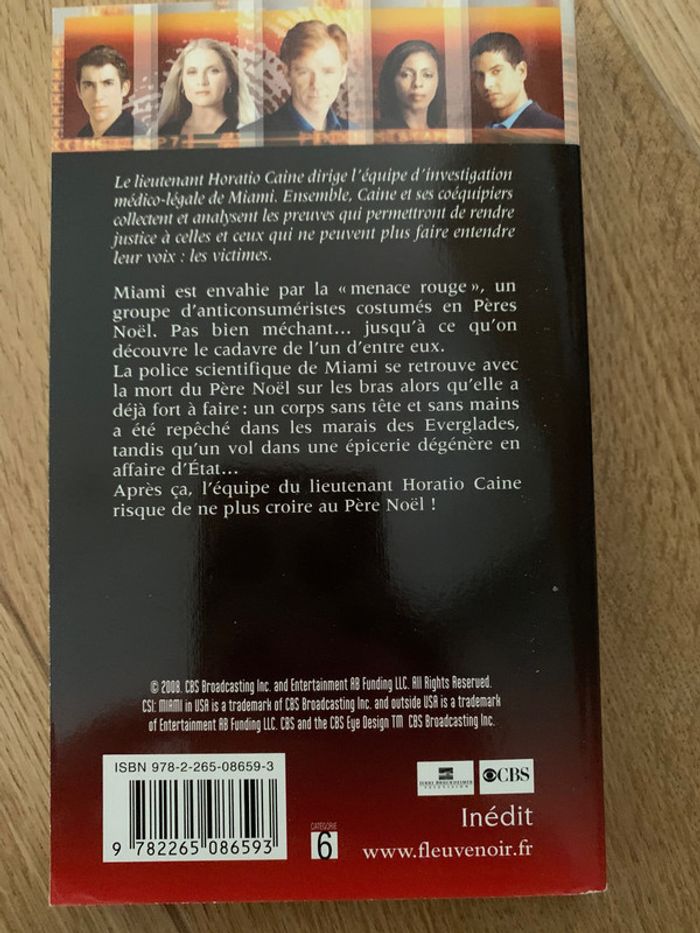 Le lieutenant Horatio Caine dirige l'équipe d'investigation
médico-légale de Miami. Ensemble, Caine et ses coéquipiers
collectent et analysent les preuves qui permettront de rendre
justice à celles et ceux qui ne peuvent plus faire entendre
leur voix : les victimes.
Miami est envahie par la « menace rouge », un
groupe d'anticonsuméristes costumés en Pères
Noël. Pas bien méchant... jusqu'à ce qu'on
découvre le cadavre de l'un d'entre eux.
La police scientifique de Miami se retrouve avec
la mort du Père Noël sur les bras alors qu'elle a
déjà fort à faire : un corps sans tête et sans mains
a été repêché dans les marais des Everglades,
tandis qu'un vol dans une épicerie dégénère en
affaire d'État...
Après ça, l'équipe du lieutenant Horatio Caine
risque de ne plus croire au Père Noël !
© 2008. CBS Broadcasting Inc. and Entertainment AB Funding LLC. All Rights Reserved.
CSI: MIAMI in USA is a trademark of CBS Broadcasting Inc. and outside USA is a trademark
of Entertainment AB Funding LLC. CBS and the CBS Eye Design TM CBS Broadcasting Inc.
ISBN 978-2-265-08659-3
9 782265 086593
CATÉGORIE
6
JERRY BRUCKHEIMER
TELEVISION
CBS
Inédit
www.fleuvenoir.fr